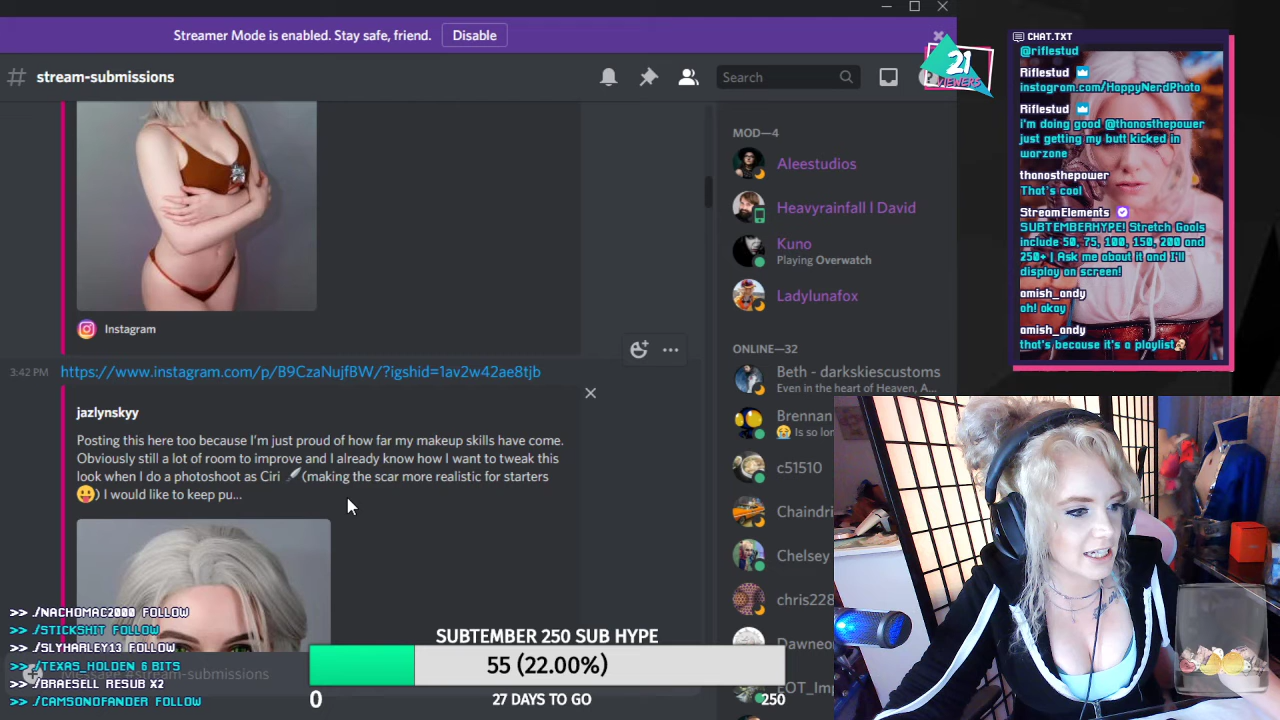 Streamer Mode is enabled. Stay safe, friend.
Disable
# stream-submissions
Search
21
VIEWERS
Instagram
3:42 PM
https://www.instagram.com/p/B9CzaNujfBW/?igshid=1av2w42ae8tjb
jazlynskyy
Posting this here too because I'm just proud of how far my makeup skills have come.
Obviously still a lot of room to improve and I already know how I want to tweak this
look when I do a photoshoot as Ciri 🗡(making the scar more realistic for starters
😛) I would like to keep pu...
#stream-submissions
MOD—4
Aleestudios
Heavyrainfall l David
Kuno
Playing Overwatch
Ladylunafox
ONLINE—32
Beth - darkskiescustoms
Even in the heart of Heaven, A...
Brennan
😭 Is so lor
c51510
Chaindri
Chelsey
chris228
Dawneo
EOT_Imp
CHAT.TXT
@riflestud
Riflestud
instagram.com/HappyNerdPhoto
Riflestud
i'm doing good @thanosthepower
just getting my butt kicked in
warzone
thanosthepower
That's cool
StreamElements
SUBTEMBERHYPE! Stretch Goals
include 50, 75, 100, 150, 200 and
250+ | Ask me about it and I'll
display on screen!
amish_andy
oh! okay
amish_andy
that's because it's a playlist
>> ./NACHOMAC2000 FOLLOW
>> ./STICKSHIT FOLLOW
>> ./SLYHARLEY13 FOLLOW
>> ./TEXAS_HOLDEN 6 BITS
>> ./BRAESELL RESUB X2
>> ./CAMSONOFANDER FOLLOW
SUBTEMBER 250 SUB HYPE
55 (22.00%)
0
27 DAYS TO GO
250